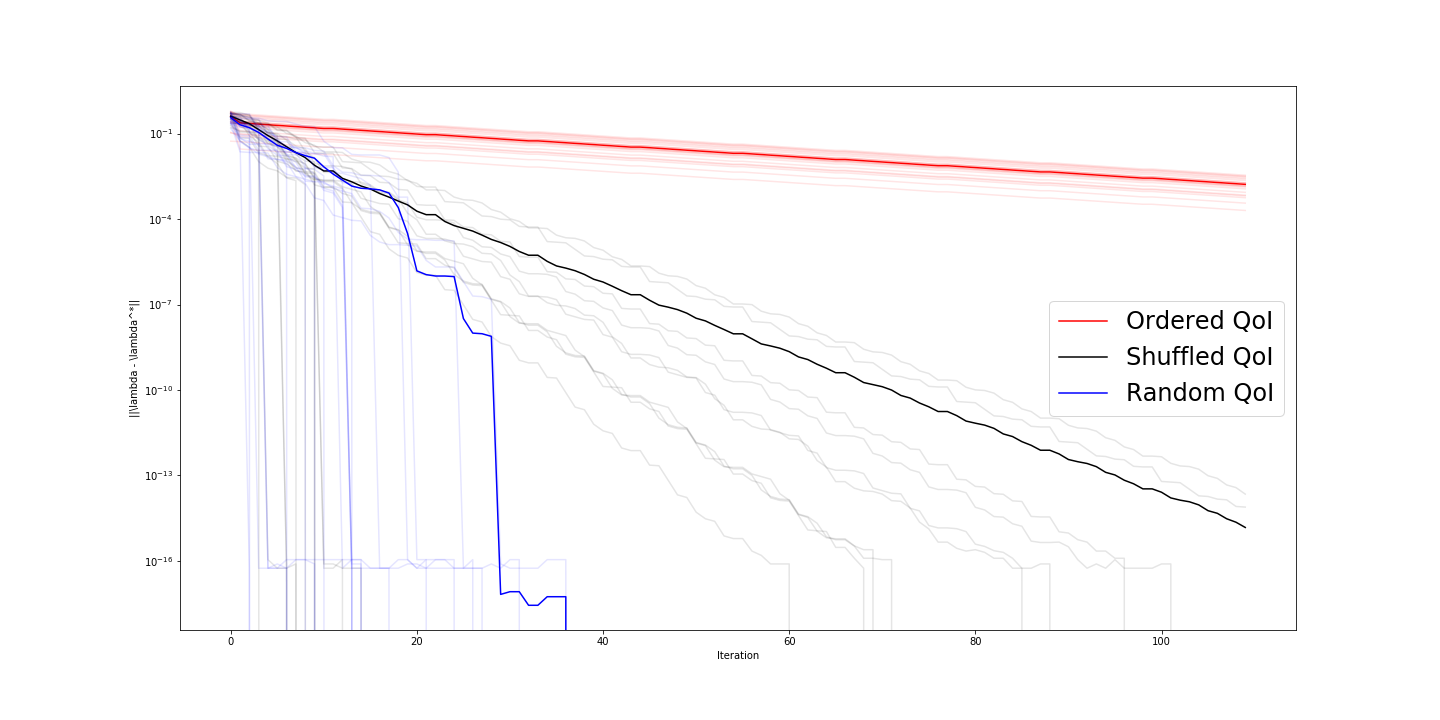 10⁻¹
10⁻⁴
10⁻⁷
10⁻¹⁰
10⁻¹³
10⁻¹⁶
||\lambda - \lambda^*||
0 20 40 60 80 100
Iteration
Ordered QoI
Shuffled QoI
Random QoI